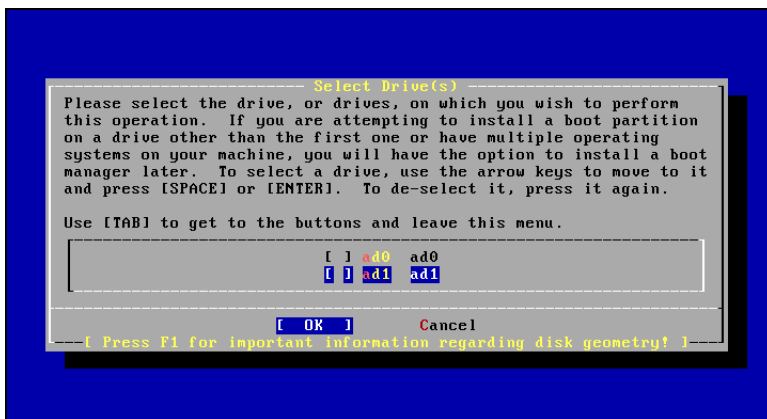 Select Drive(s)
Please select the drive, or drives, on which you wish to perform
this operation.  If you are attempting to install a boot partition
on a drive other than the first one or have multiple operating
systems on your machine, you will have the option to install a boot
manager later.  To select a drive, use the arrow keys to move to it
and press [SPACE] or [ENTER].  To de-select it, press it again.
Use [TAB] to get to the buttons and leave this menu.
[ ] ad0  ad0
[ ] ad1  ad1
[  OK  ]  Cancel
[ Press F1 for important information regarding disk geometry! ]